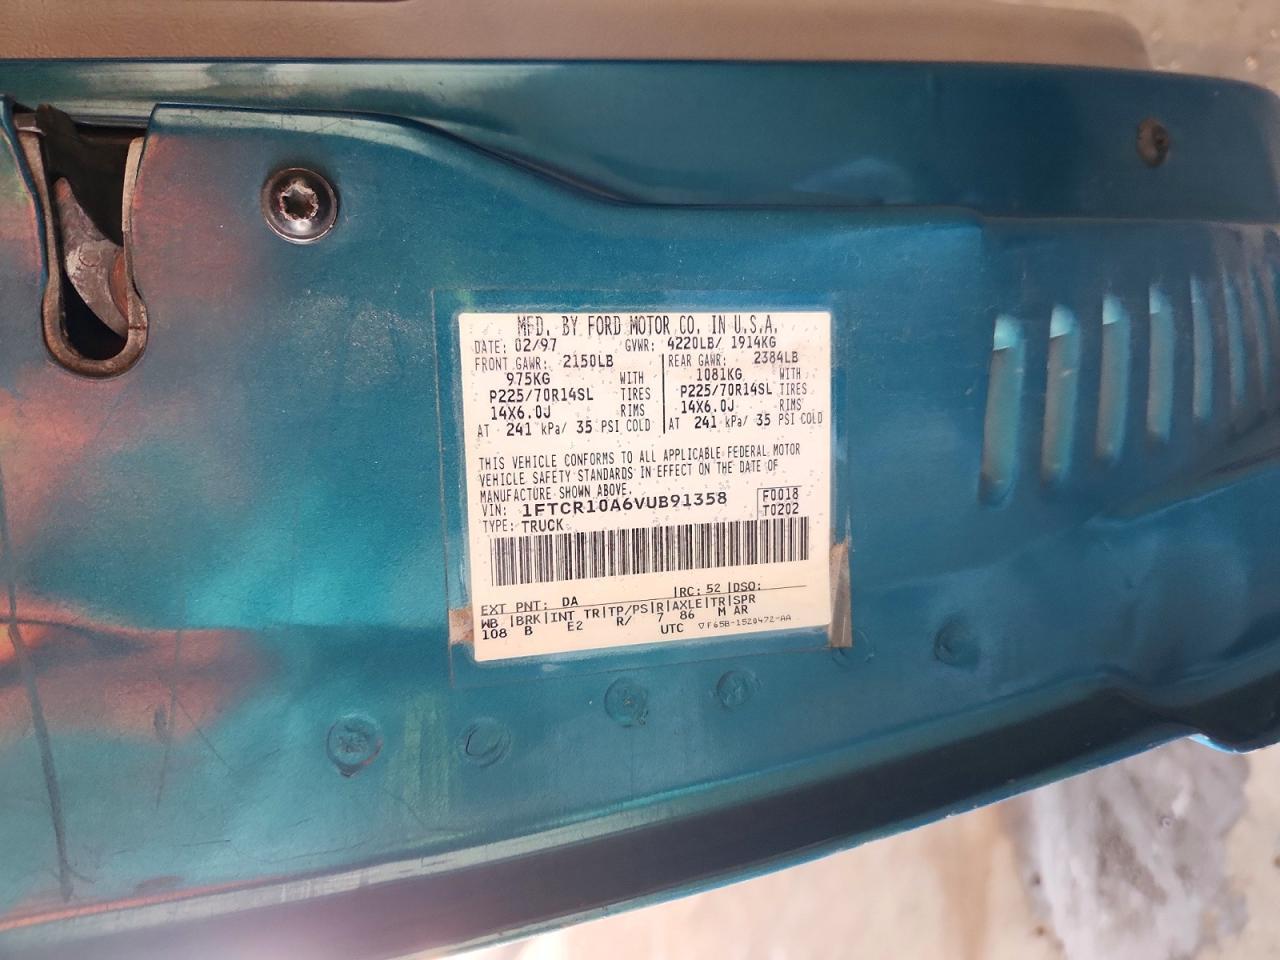 MFD. BY FORD MOTOR CO. IN U.S.A.
DATE: 02/97 GVWR: 4220LB/ 1914KG
FRONT GAWR: 2150LB REAR GAWR: 2384LB
975KG WITH 1081KG WITH
P225/70R14SL TIRES P225/70R14SL TIRES
14X6.0J RIMS 14X6.0J RIMS
AT 241 kPa/ 35 PSI COLD AT 241 kPa/ 35 PSI COLD
THIS VEHICLE CONFORMS TO ALL APPLICABLE FEDERAL MOTOR
VEHICLE SAFETY STANDARDS IN EFFECT ON THE DATE OF
MANUFACTURE SHOWN ABOVE.
VIN: 1FTCR10A6VUB91358 F0018
TYPE: TRUCK T0202
EXT PNT: DA RC: 52 DSO:
WB BRK INT TR TP/PS R AXLE TR SPR
108 B E2 R/ 7 86 M AR
UTC ▽F65B-1520472-AA